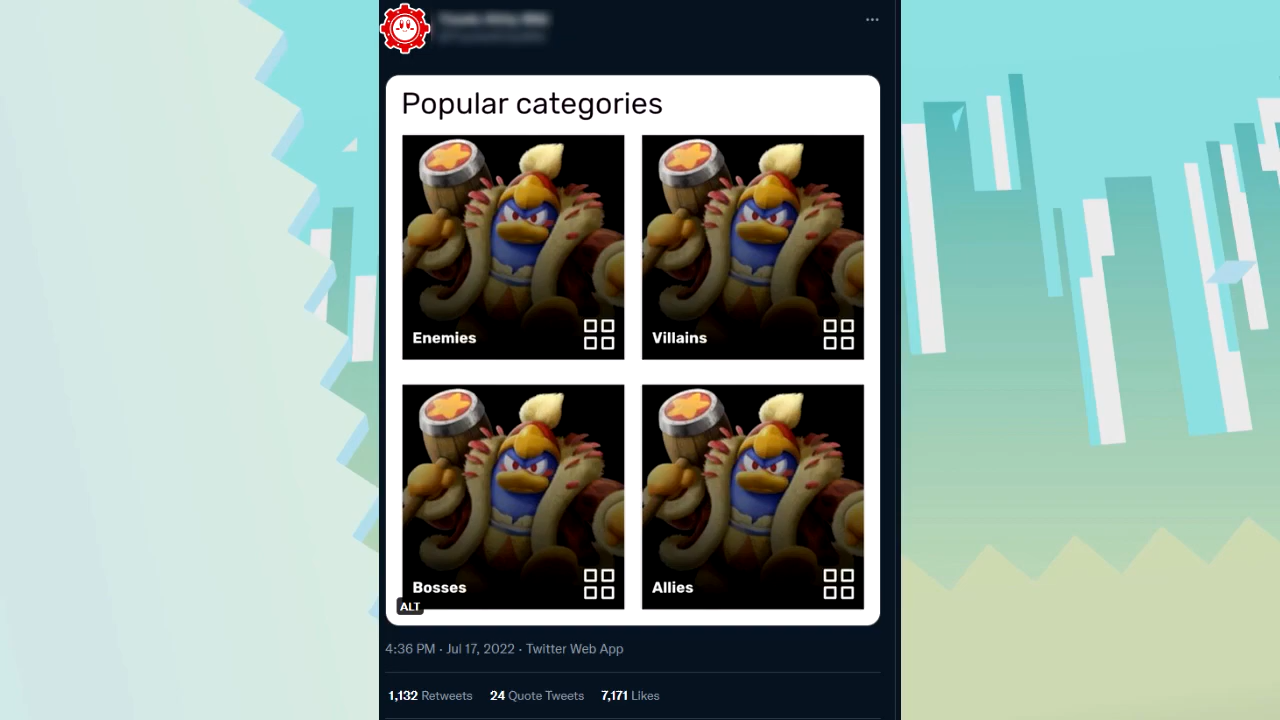 Popular categories
Enemies
Villains
Bosses
Allies
ALT
4:36 PM · Jul 17, 2022 · Twitter Web App
1,132 Retweets 24 Quote Tweets 7,171 Likes